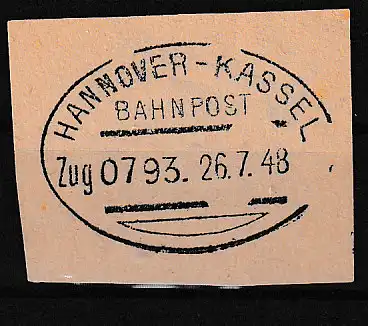 HANNOVER-KASSEL
BAHNPOST
Zug 0793. 26.7.48